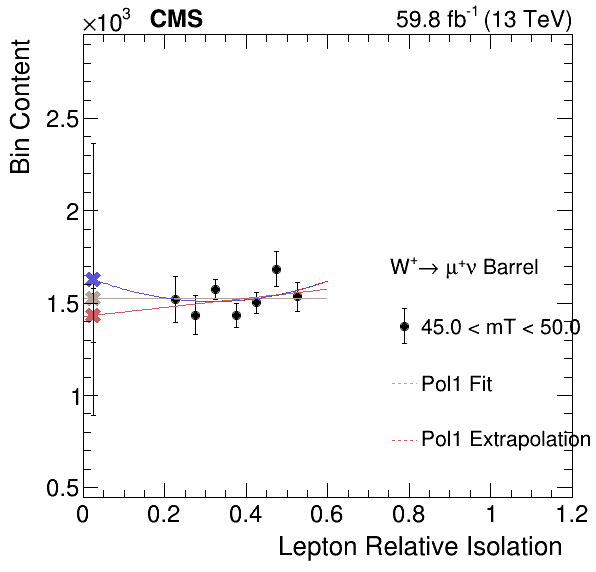 ×10³ CMS 59.8 fb⁻¹ (13 TeV)
Bin Content
2.5
2
1.5
1
0.5
W⁺→ μ⁺ν Barrel
45.0 < mT < 50.0
Pol1 Fit
Pol1 Extrapolation
0 0.2 0.4 0.6 0.8 1 1.2
Lepton Relative Isolation